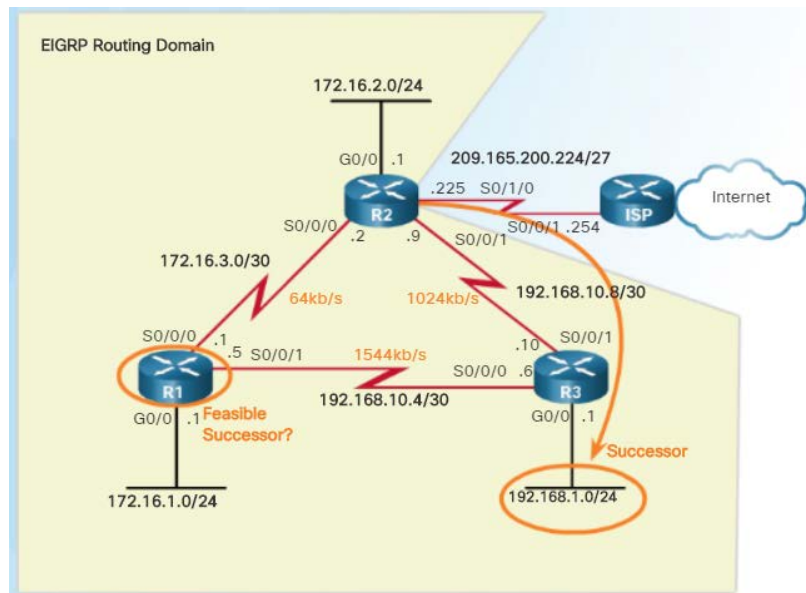 EIGRP Routing Domain
172.16.2.0/24
G0/0 .1
209.165.200.224/27
.225 S0/1/0
Internet
R2
ISP
S0/0/0
.2
.9
S0/0/1
S0/0/1 .254
172.16.3.0/30
64kb/s
1024kb/s
192.168.10.8/30
S0/0/0
.1
.10
S0/0/1
.5 S0/0/1
1544kb/s
S0/0/0
.6
R1
192.168.10.4/30
R3
G0/0 .1
Feasible
Successor?
G0/0 .1
Successor
172.16.1.0/24
192.168.1.0/24